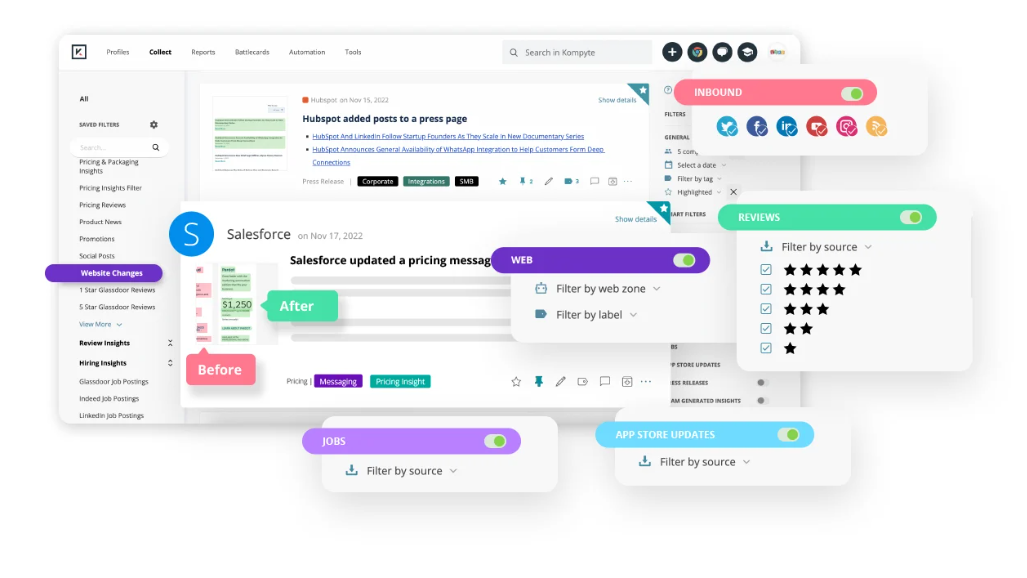 Profiles
Collect
Reports
Battlecards
Automation
Tools
Search in Kompyte
All
SAVED FILTERS
Search...
Pricing & Packaging
Insights
Pricing Insights Filter
Pricing Reviews
Product News
Promotions
Social Posts
Website Changes
1 Star Glassdoor Reviews
5 Star Glassdoor Reviews
View More
Review Insights
Hiring Insights
Glassdoor Job Postings
Indeed Job Postings
LinkedIn Job Postings
Hubspot on Nov 15, 2022
Show details
HubSpot added posts to a press page
HubSpot And LinkedIn Follow Startup Founders As They Scale In New Documentary Series
HubSpot Announces General Availability of WhatsApp Integration to Help Customers Form Deep
Connections
Press Release | Corporate Integrations SMB
2
3
S
Salesforce on Nov 17, 2022
Show details
Salesforce updated a pricing messag
$1,250
After
Before
Pricing | Messaging Pricing Insight
FILTERS
GENERAL
5 com
Select a date
Filter by tag
Highlighted
ART FILTERS
INBOUND
REVIEWS
Filter by source
WEB
Filter by web zone
Filter by label
P STORE UPDATES
ESS RELEASES
AM GENERATED INSIGHTS
JOBS
Filter by source
APP STORE UPDATES
Filter by source